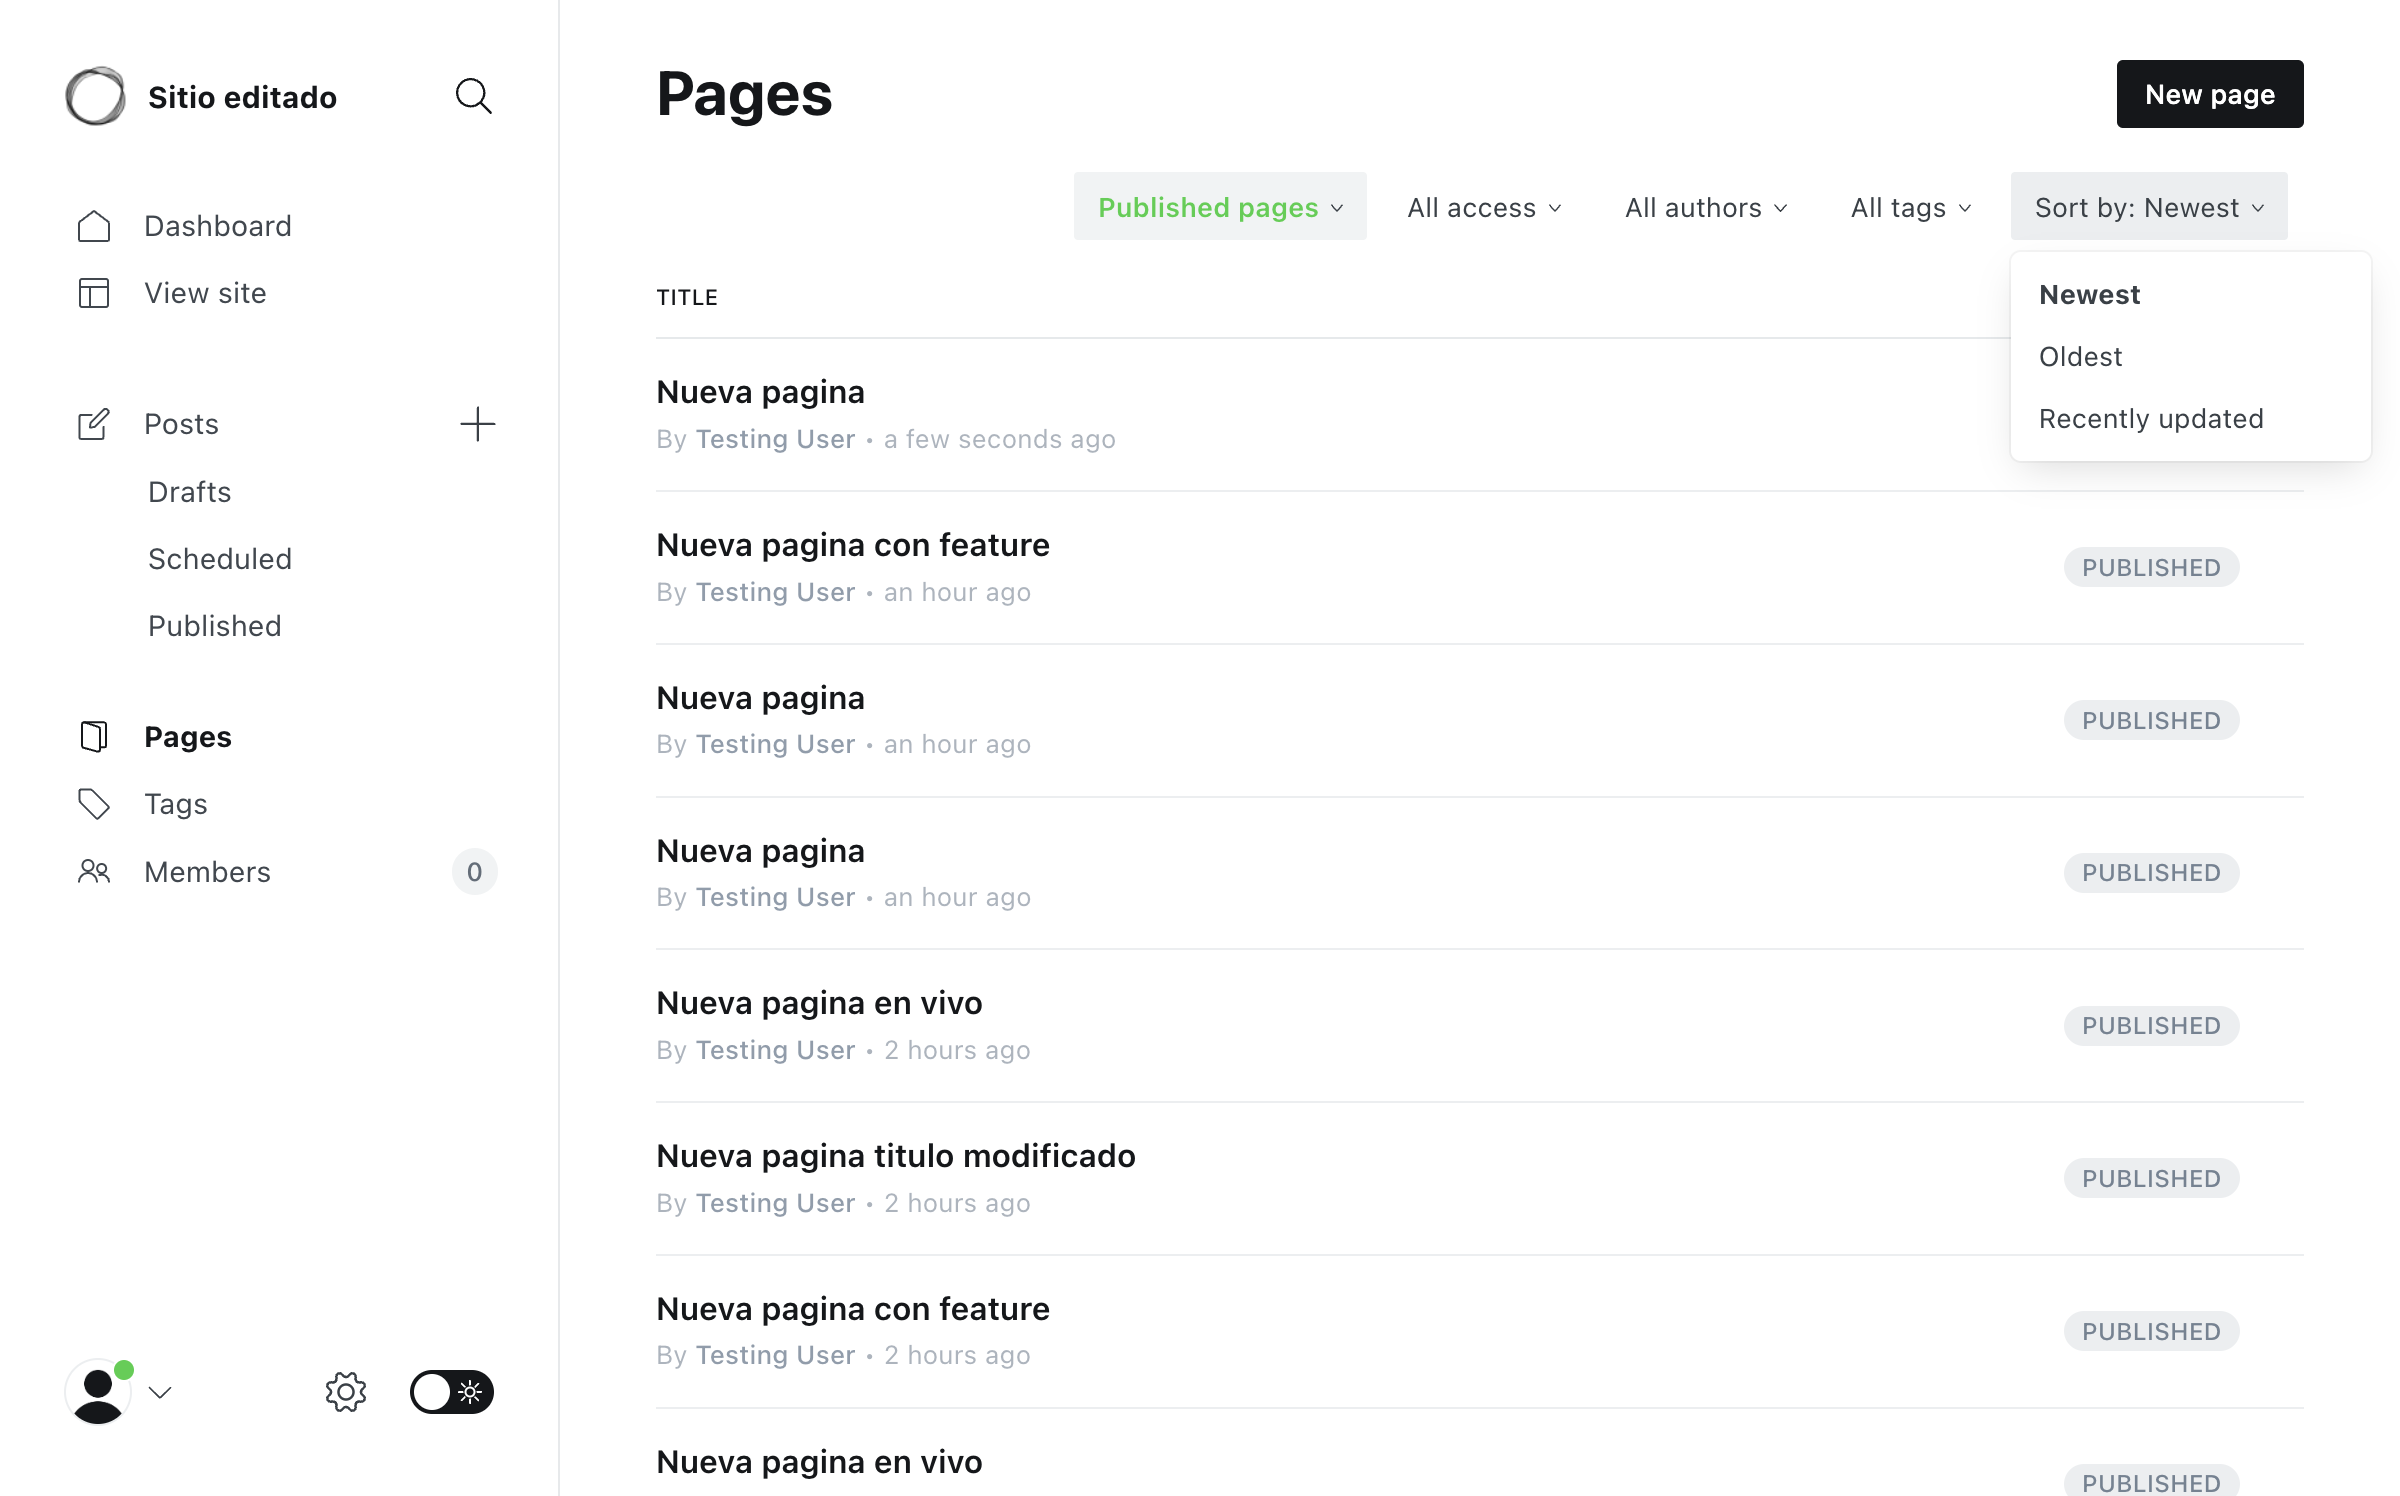 Sitio editado
Dashboard
View site
Posts
Drafts
Scheduled
Published
Pages
Tags
Members 0
Pages
New page
Published pages All access All authors All tags Sort by: Newest
Newest
Oldest
Recently updated
TITLE
Nueva pagina
By Testing User • a few seconds ago
Nueva pagina con feature
By Testing User • an hour ago
PUBLISHED
Nueva pagina
By Testing User • an hour ago
PUBLISHED
Nueva pagina
By Testing User • an hour ago
PUBLISHED
Nueva pagina en vivo
By Testing User • 2 hours ago
PUBLISHED
Nueva pagina titulo modificado
By Testing User • 2 hours ago
PUBLISHED
Nueva pagina con feature
By Testing User • 2 hours ago
PUBLISHED
Nueva pagina en vivo
PUBLISHED